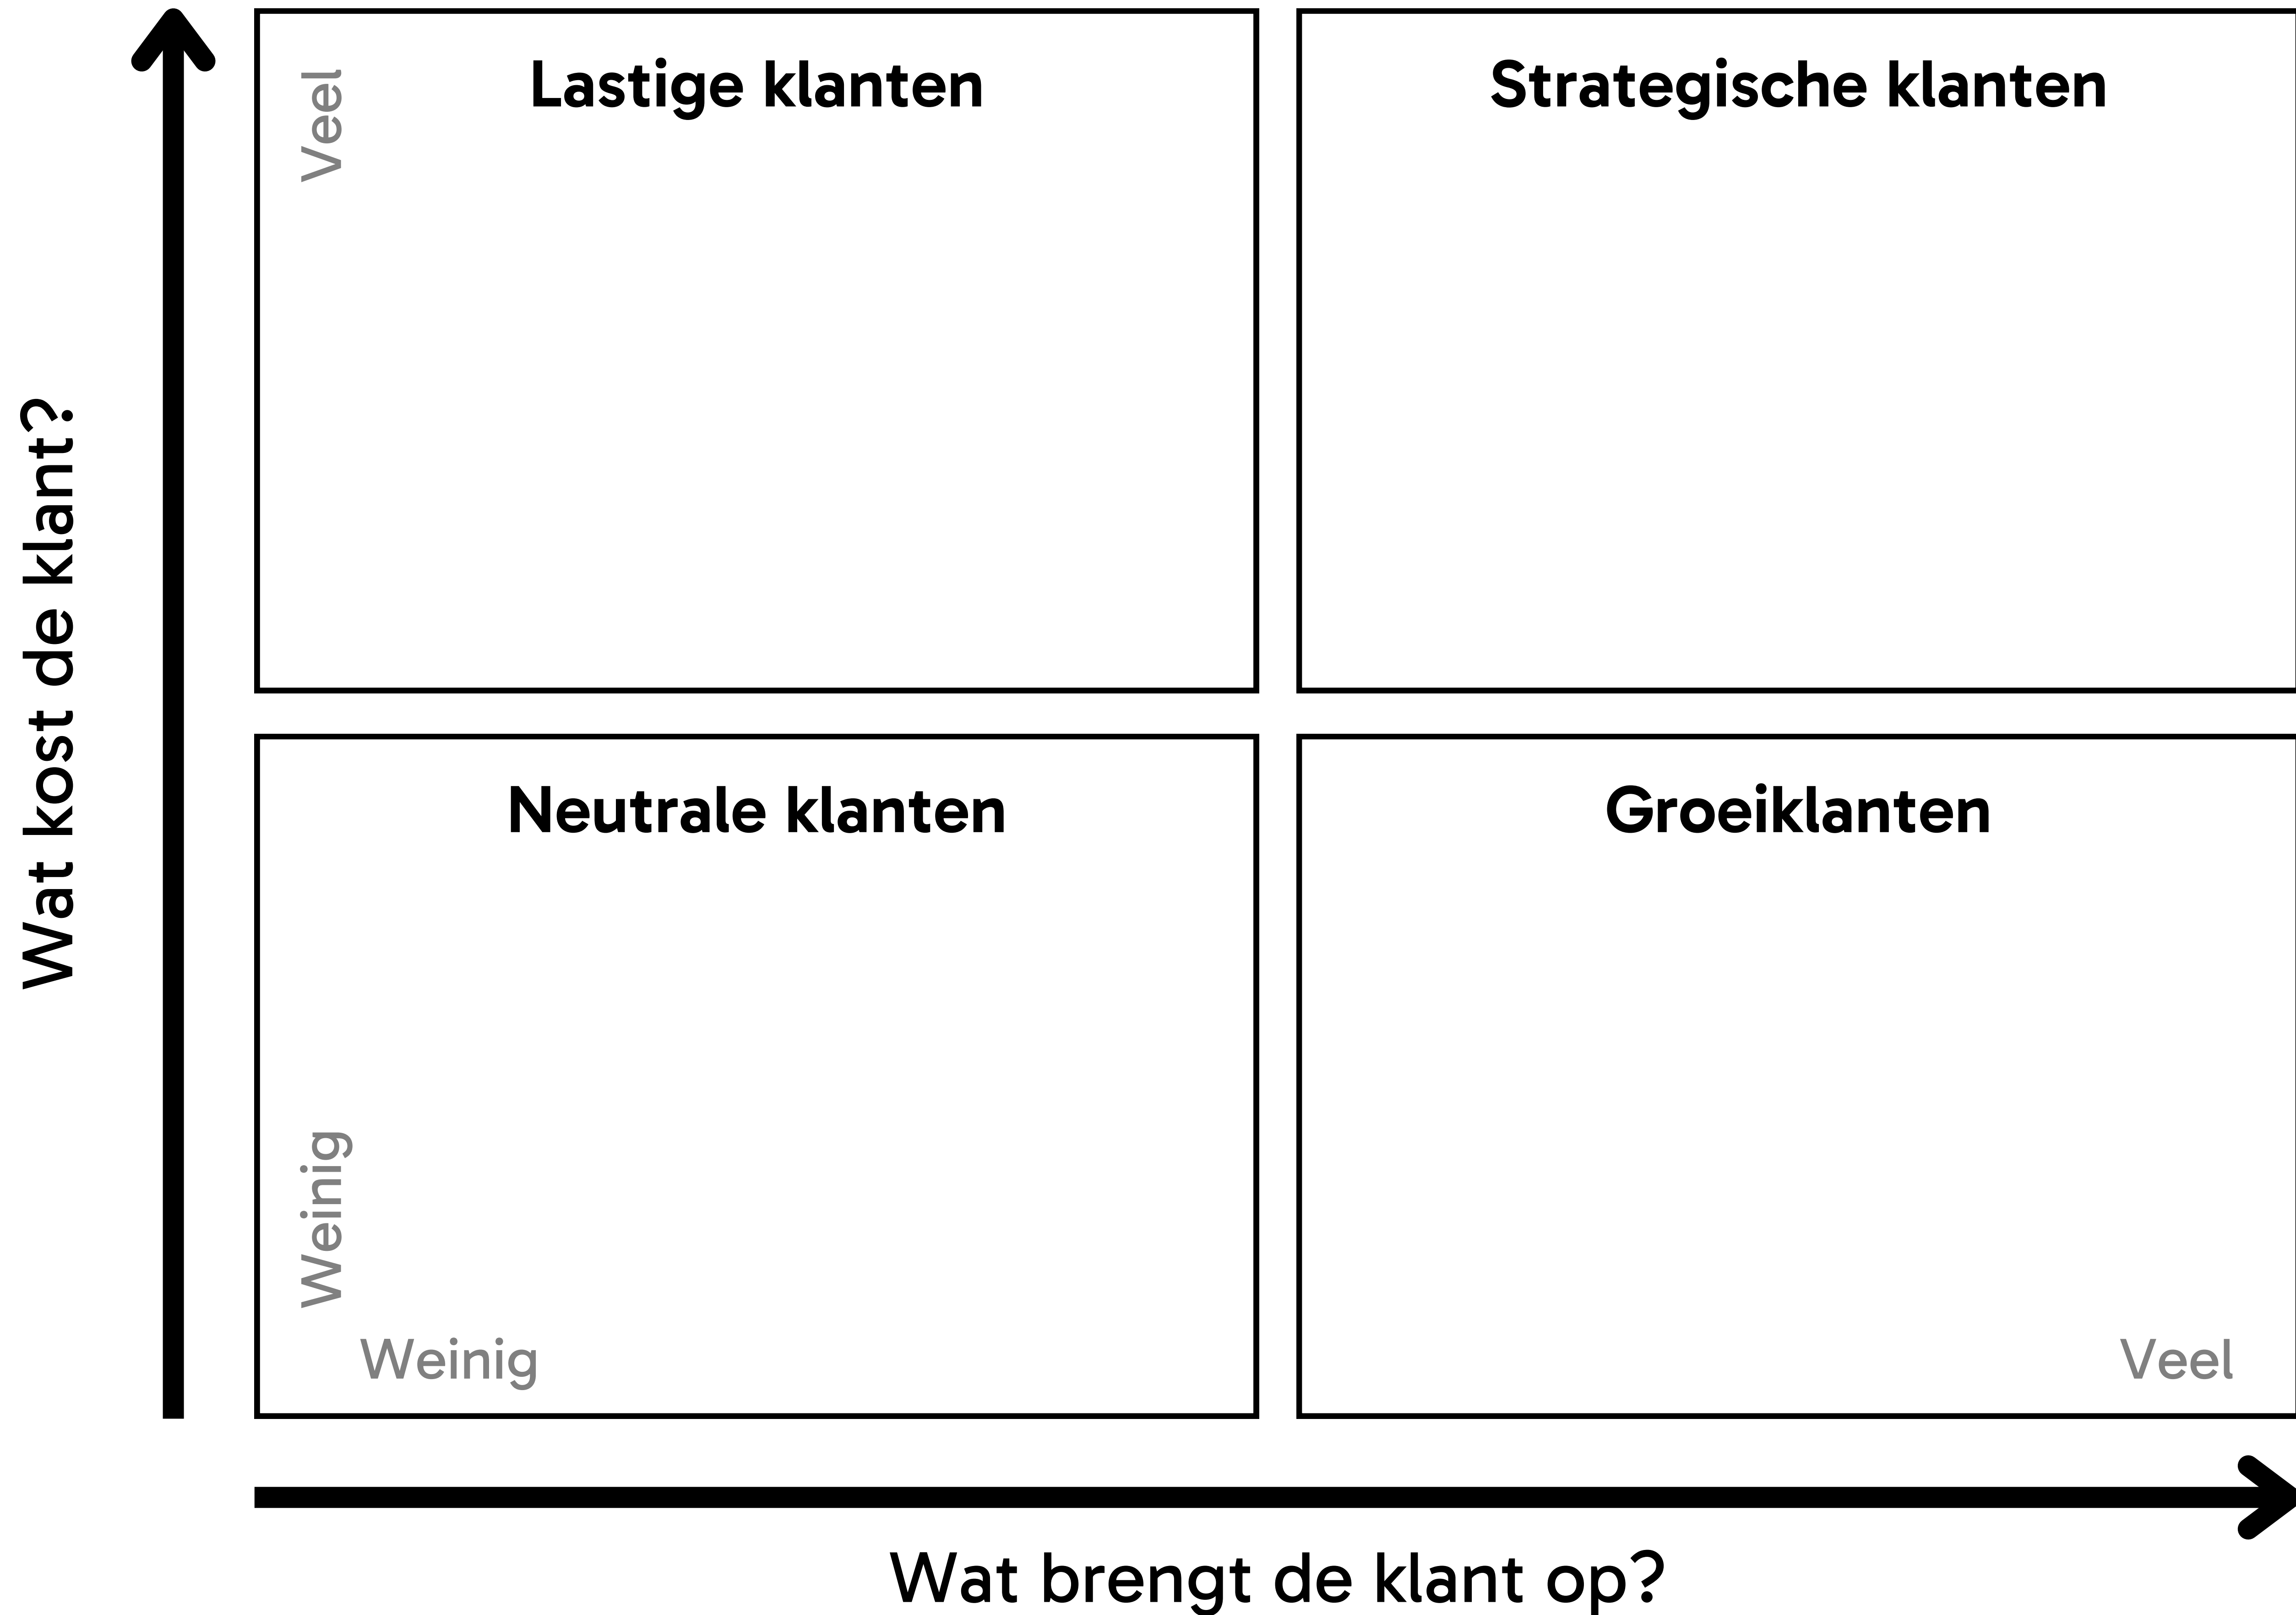 Wat kost de klant?
Veel
Lastige klanten
Strategische klanten
Neutrale klanten
Groeiklanten
Weinig
Weinig
Veel
Wat brengt de klant op?